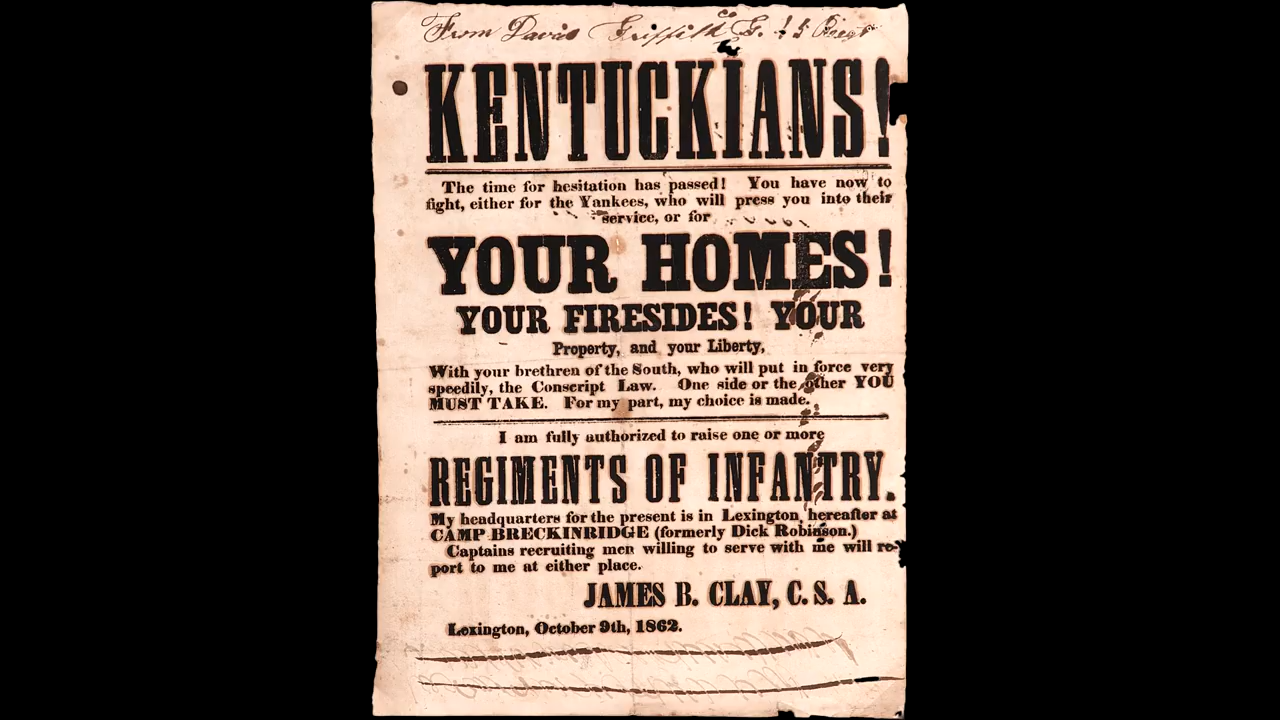 From Davis Griffith Co G.
KENTUCKIANS!
The time for hesitation has passed! You have now to
fight, either for the Yankees, who will press you into their
service, or for
YOUR HOMES!
YOUR FIRESIDES! YOUR
Property, and your Liberty,
With your brethren of the South, who will put in force very
speedily, the Conscript Law. One side or the other YOU
MUST TAKE. For my part, my choice is made.
I am fully authorized to raise one or more
REGIMENTS OF INFANTRY.
My headquarters for the present is in Lexington, hereafter at
CAMP BRECKINRIDGE (formerly Dick Robinson.)
Captains recruiting men willing to serve with me will re-
port to me at either place.
JAMES B. CLAY, C. S. A.
Lexington, October 9th, 1862.